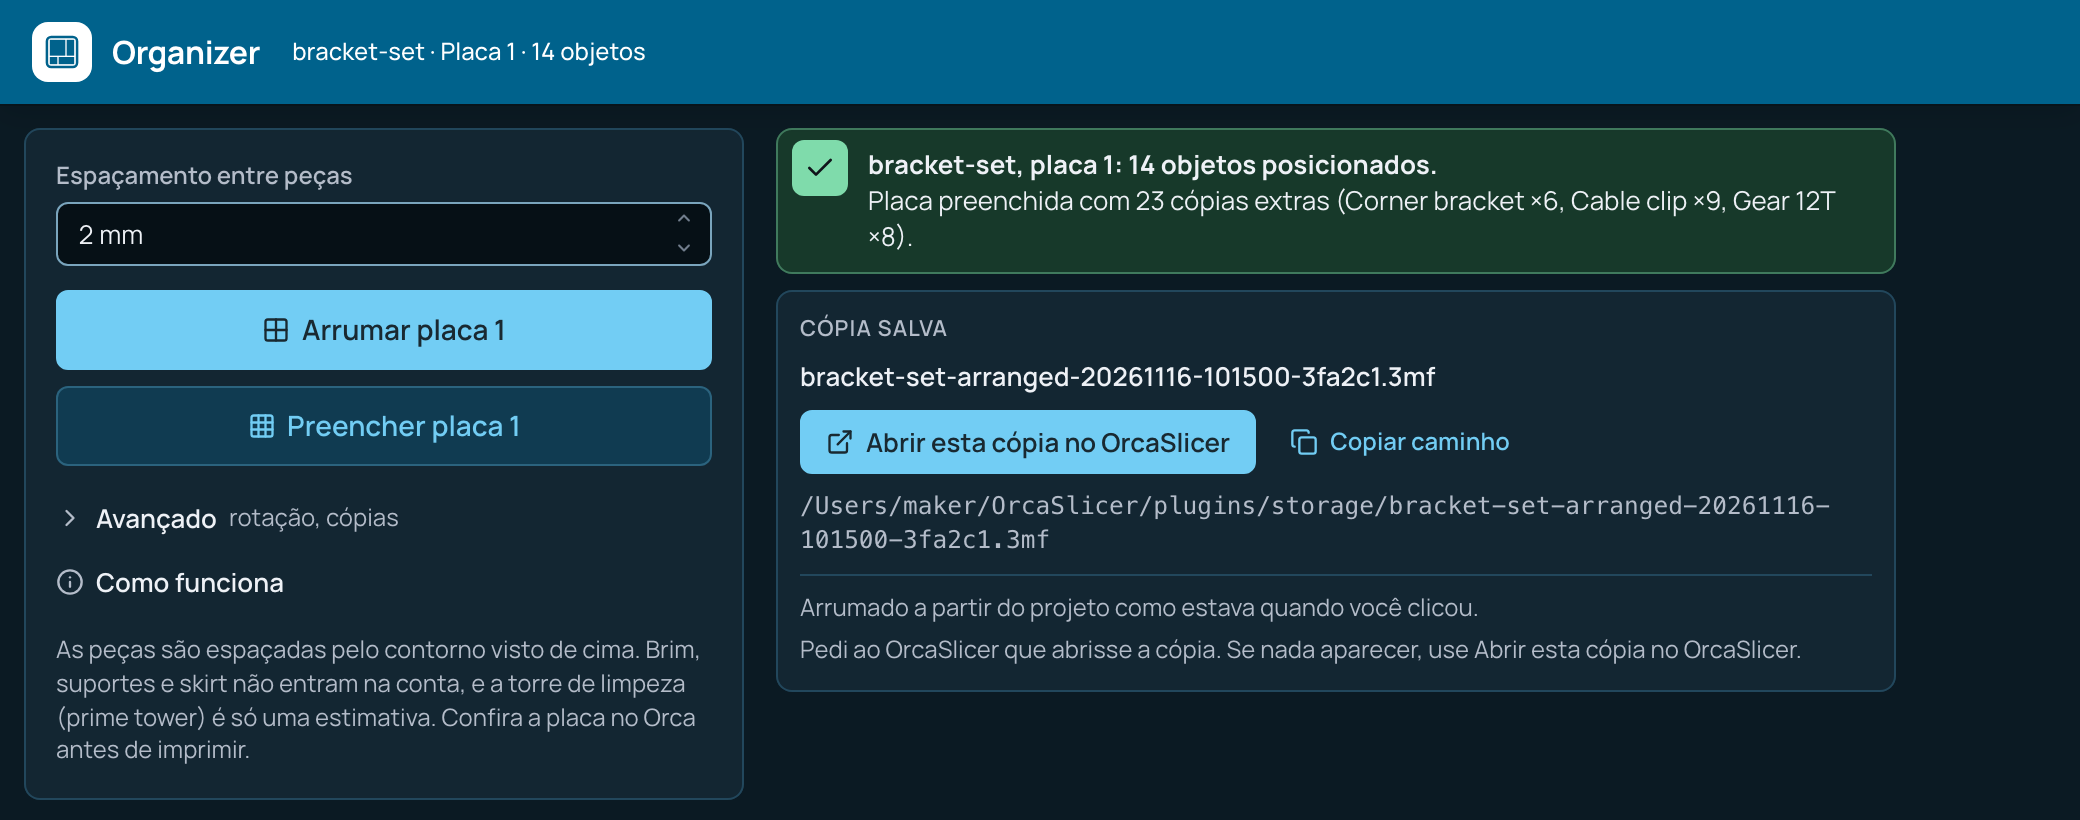 Organizer
bracket-set · Placa 1 · 14 objetos
Espaçamento entre peças
2 mm
Arrumar placa 1
Preencher placa 1
Avançado rotação, cópias
Como funciona
As peças são espaçadas pelo contorno visto de cima. Brim,
suportes e skirt não entram na conta, e a torre de limpeza
(prime tower) é só uma estimativa. Confira a placa no Orca
antes de imprimir.
bracket-set, placa 1: 14 objetos posicionados.
Placa preenchida com 23 cópias extras (Corner bracket ×6, Cable clip ×9, Gear 12T
×8).
CÓPIA SALVA
bracket-set-arranged-20261116-101500-3fa2c1.3mf
Abrir esta cópia no OrcaSlicer
Copiar caminho
/Users/maker/OrcaSlicer/plugins/storage/bracket-set-arranged-20261116-
101500-3fa2c1.3mf
Arrumado a partir do projeto como estava quando você clicou.
Pedi ao OrcaSlicer que abrisse a cópia. Se nada aparecer, use Abrir esta cópia no OrcaSlicer.